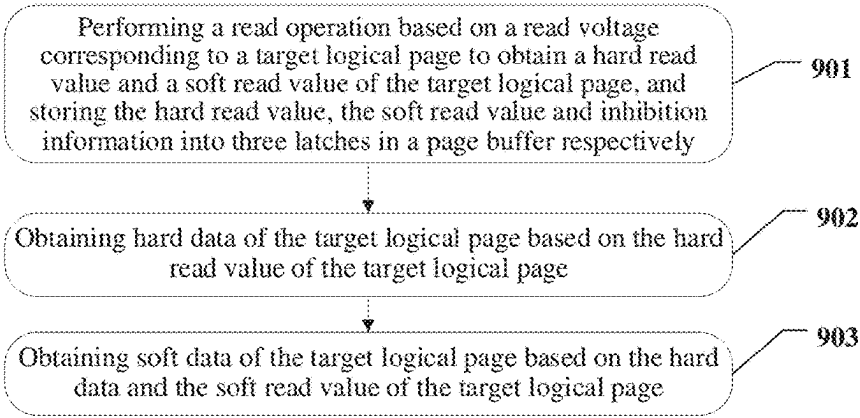 Performing a read operation based on a read voltage
corresponding to a target logical page to obtain a hard read
value and a soft read value of the target logical page, and
storing the hard read value, the soft read value and inhibition
information into three latches in a page buffer respectively
901
Obtaining hard data of the target logical page based on the hard
read value of the target logical page
902
Obtaining soft data of the target logical page based on the hard
data and the soft read value of the target logical page
903